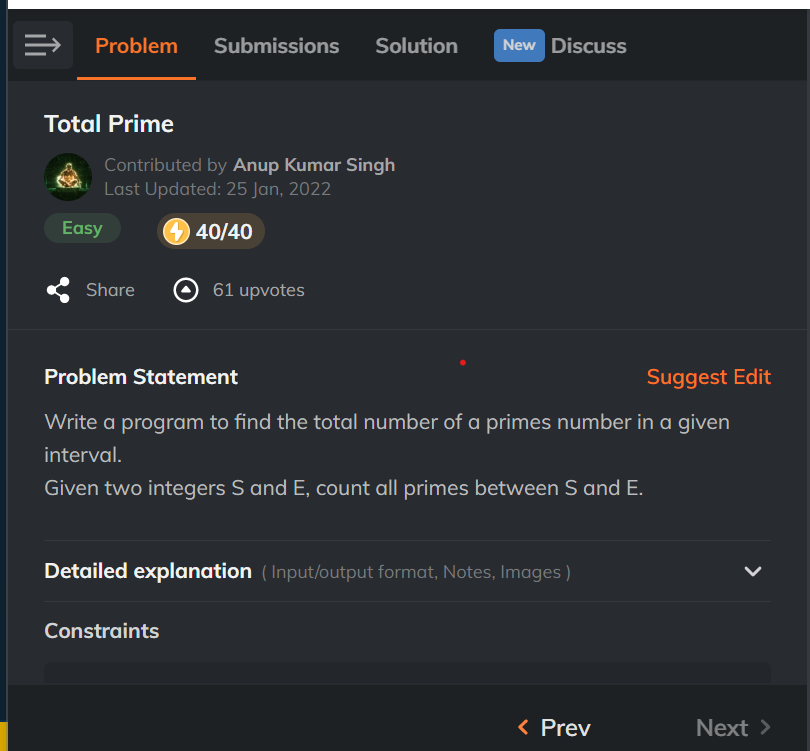 Problem Submissions Solution New Discuss
Total Prime
Contributed by Anup Kumar Singh
Last Updated: 25 Jan, 2022
Easy 40/40
Share 61 upvotes
Problem Statement Suggest Edit
Write a program to find the total number of a primes number in a given
interval.
Given two integers S and E, count all primes between S and E.
Detailed explanation ( Input/output format, Notes, Images )
Constraints
Prev Next